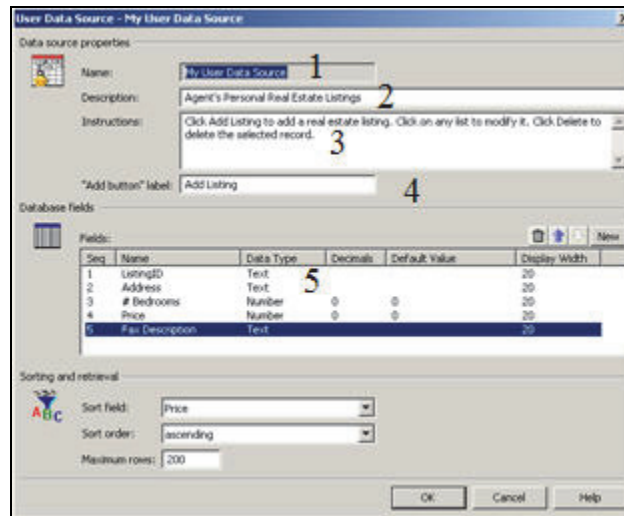 User Data Source - My User Data Source
Data source properties
Name: My User Data Source 1
Description: Agent's Personal Real Estate Listings 2
Instructions: Click Add Listing to add a real estate listing. Click on any list to modify it. Click Delete to
delete the selected record. 3
"Add button" label: Add Listing 4
Database fields
Fields: New
Seq Name Data Type Decimals Default Value Display Width
1 ListingID Text 20
2 Address Text 5 20
3 # Bedrooms Number 0 0 20
4 Price Number 0 0 20
5 Fax Description Text 20
Sorting and retrieval
ABC
Sort field: Price
Sort order: ascending
Maximum rows: 200
OK Cancel Help